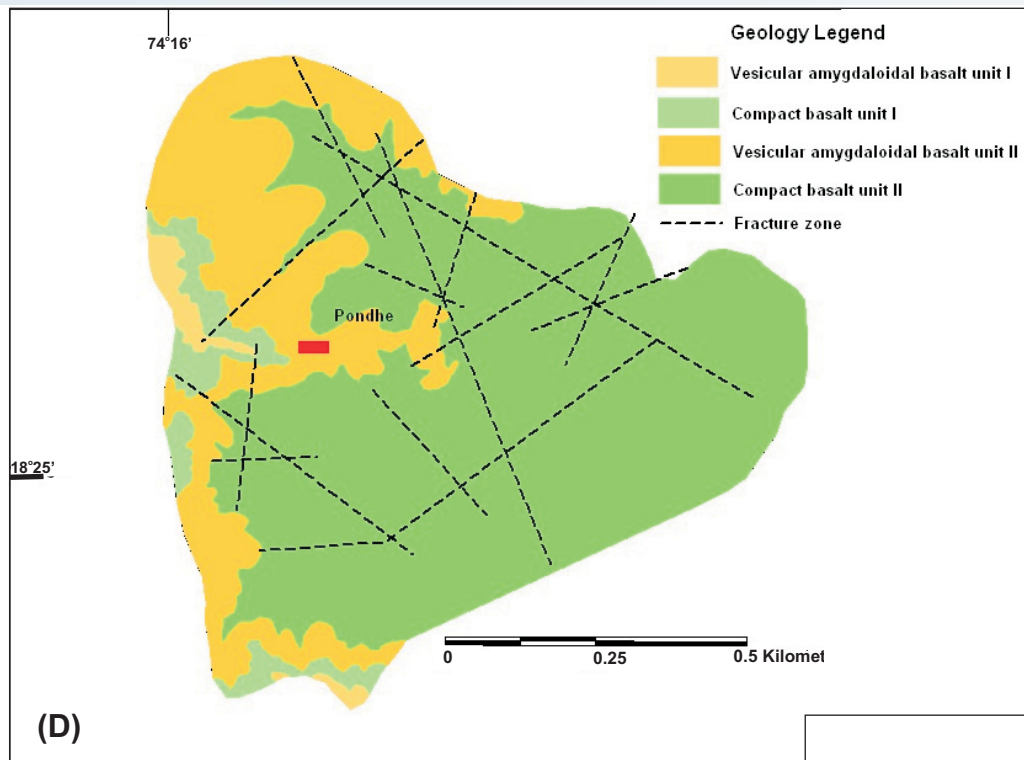 74°16'
Geology Legend
Vesicular amygdaloidal basalt unit I
Compact basalt unit I
Vesicular amygdaloidal basalt unit II
Compact basalt unit II
Fracture zone
Pondhe
18°25'
0 0.25 0.5 Kilomet
(D)